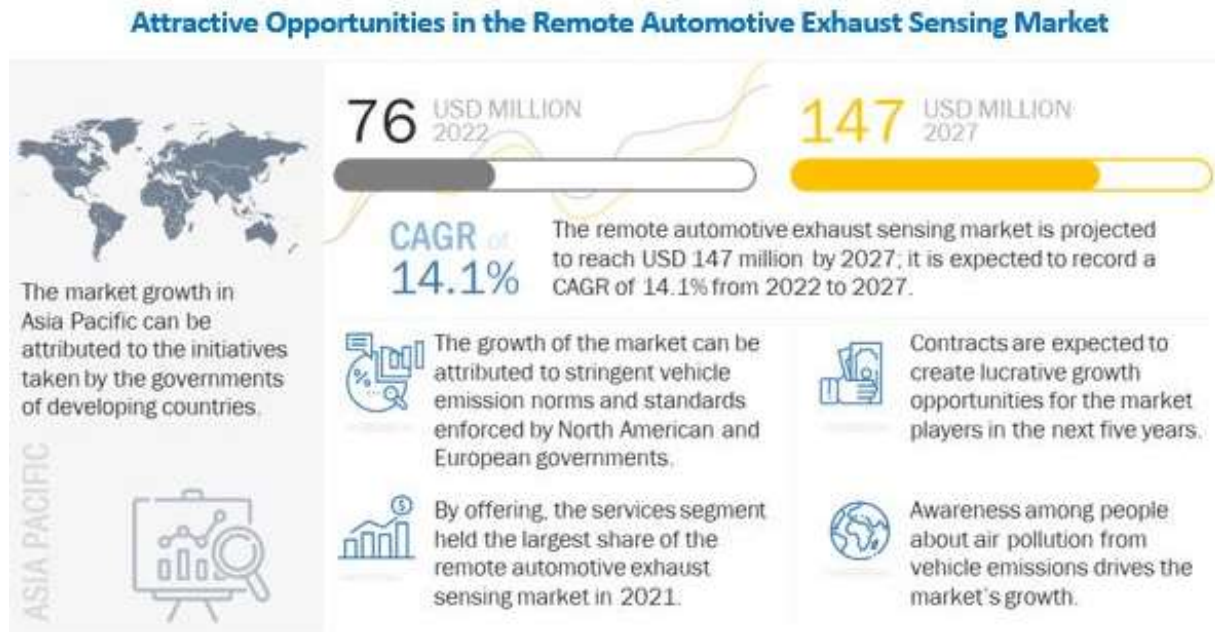 Attractive Opportunities in the Remote Automotive Exhaust Sensing Market
76 USD MILLION
2022
147 USD MILLION
2027
CAGR of
14.1%
The remote automotive exhaust sensing market is projected
to reach USD 147 million by 2027; it is expected to record a
CAGR of 14.1% from 2022 to 2027.
The market growth in
Asia Pacific can be
attributed to the initiatives
taken by the governments
of developing countries.
ASIA PACIFIC
%
The growth of the market can be
attributed to stringent vehicle
emission norms and standards
enforced by North American and
European governments.
Contracts are expected to
create lucrative growth
opportunities for the market
players in the next five years.
$
By offering, the services segment
held the largest share of the
remote automotive exhaust
sensing market in 2021.
Awareness among people
about air pollution from
vehicle emissions drives the
market's growth.